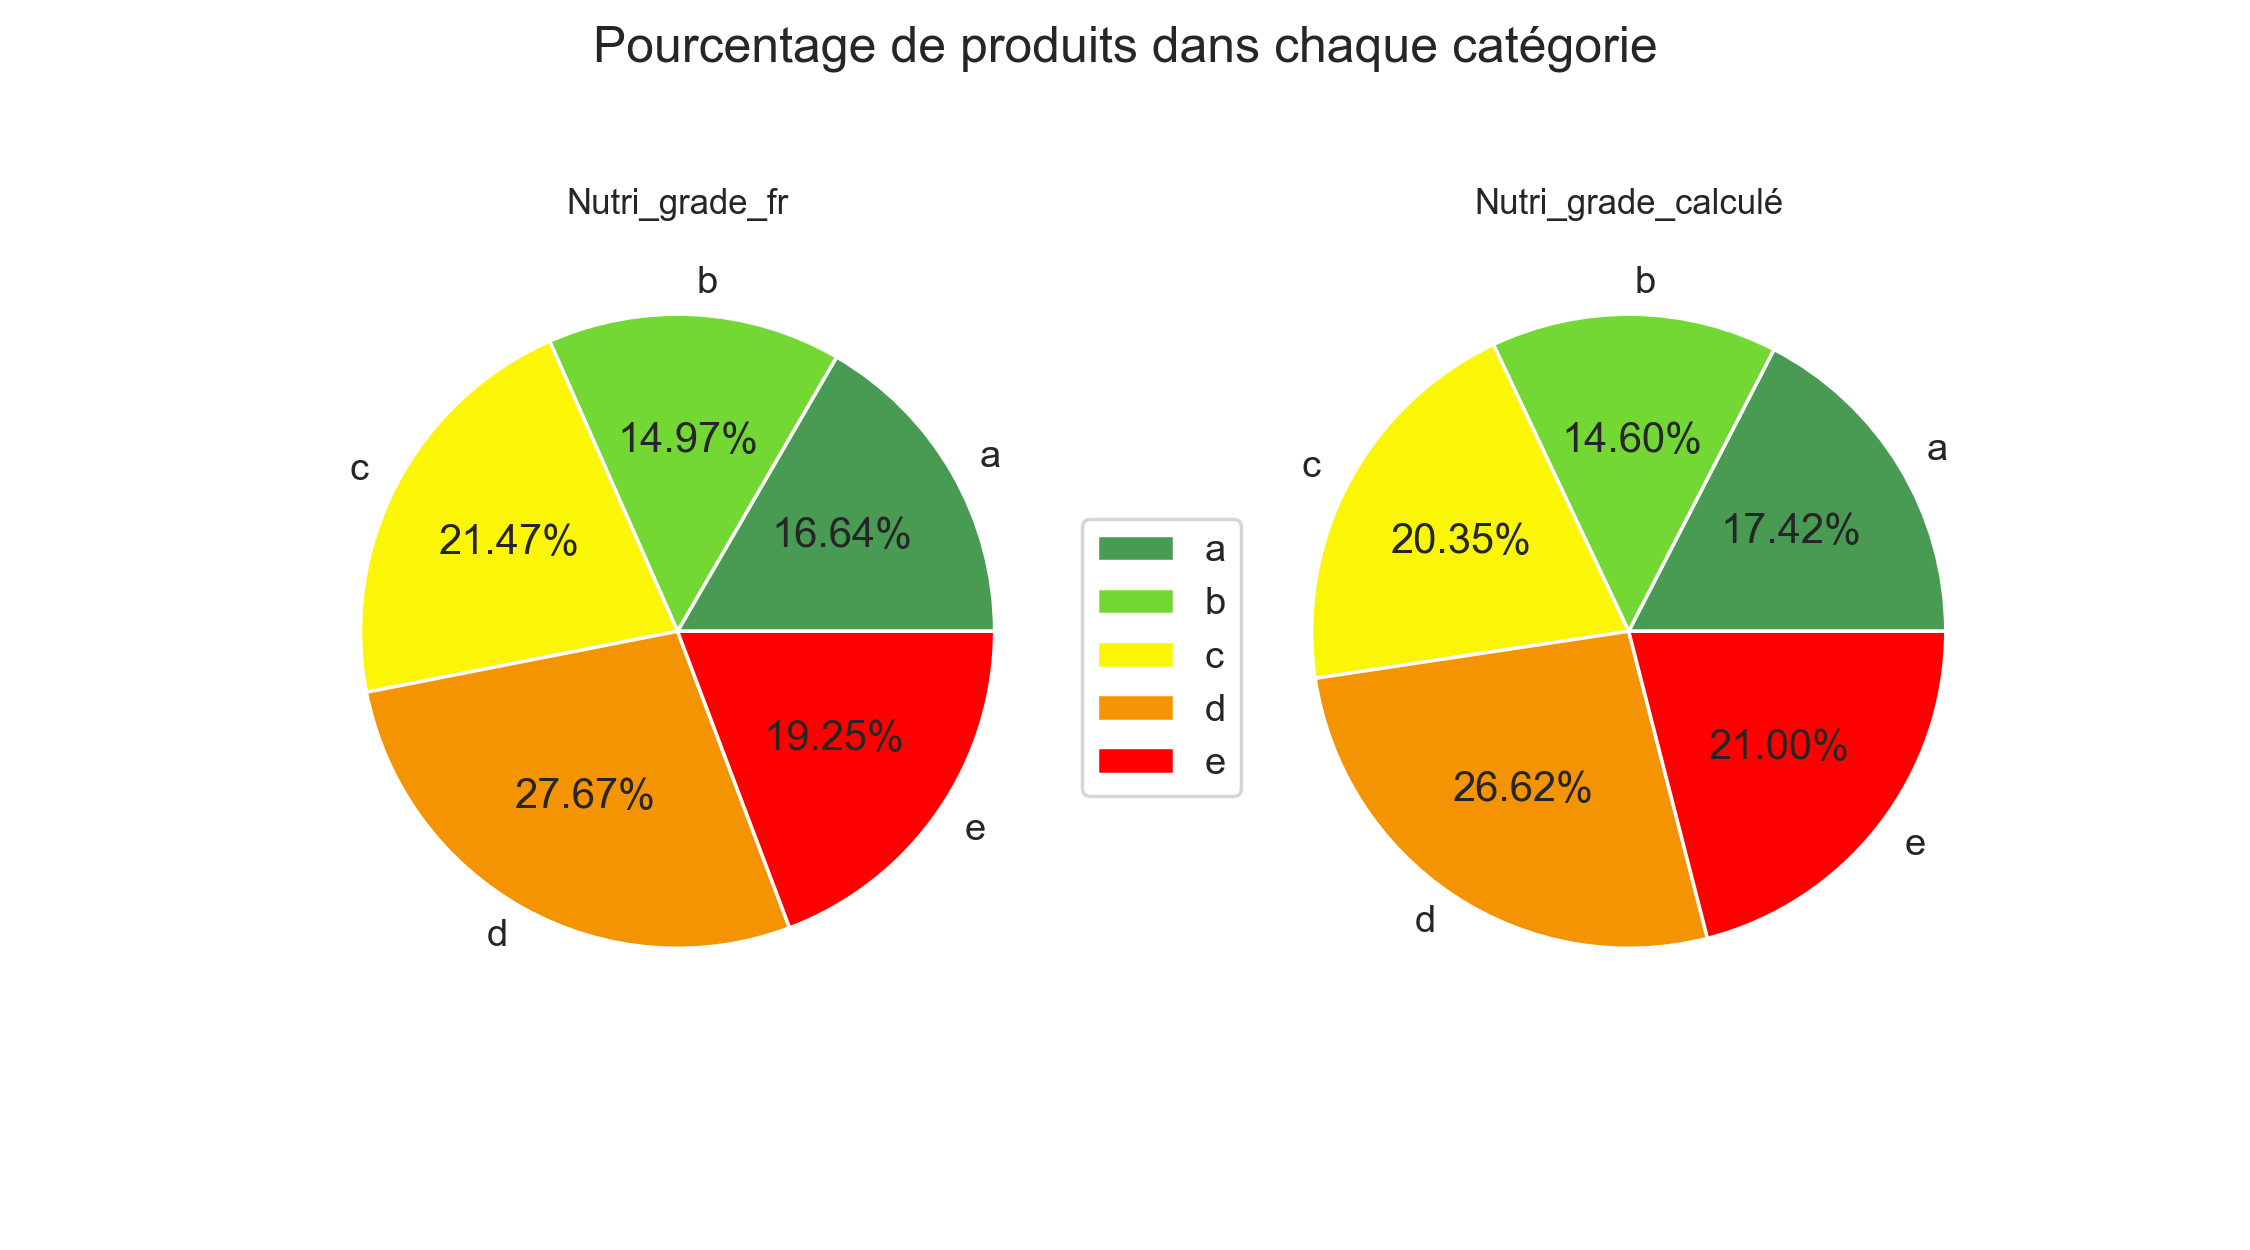 Pourcentage de produits dans chaque catégorie
Nutri_grade_fr
b
a
c
14.97%
16.64%
21.47%
19.25%
27.67%
e
d
a
b
c
d
e
Nutri_grade_calculé
b
a
c
14.60%
17.42%
20.35%
21.00%
26.62%
e
d